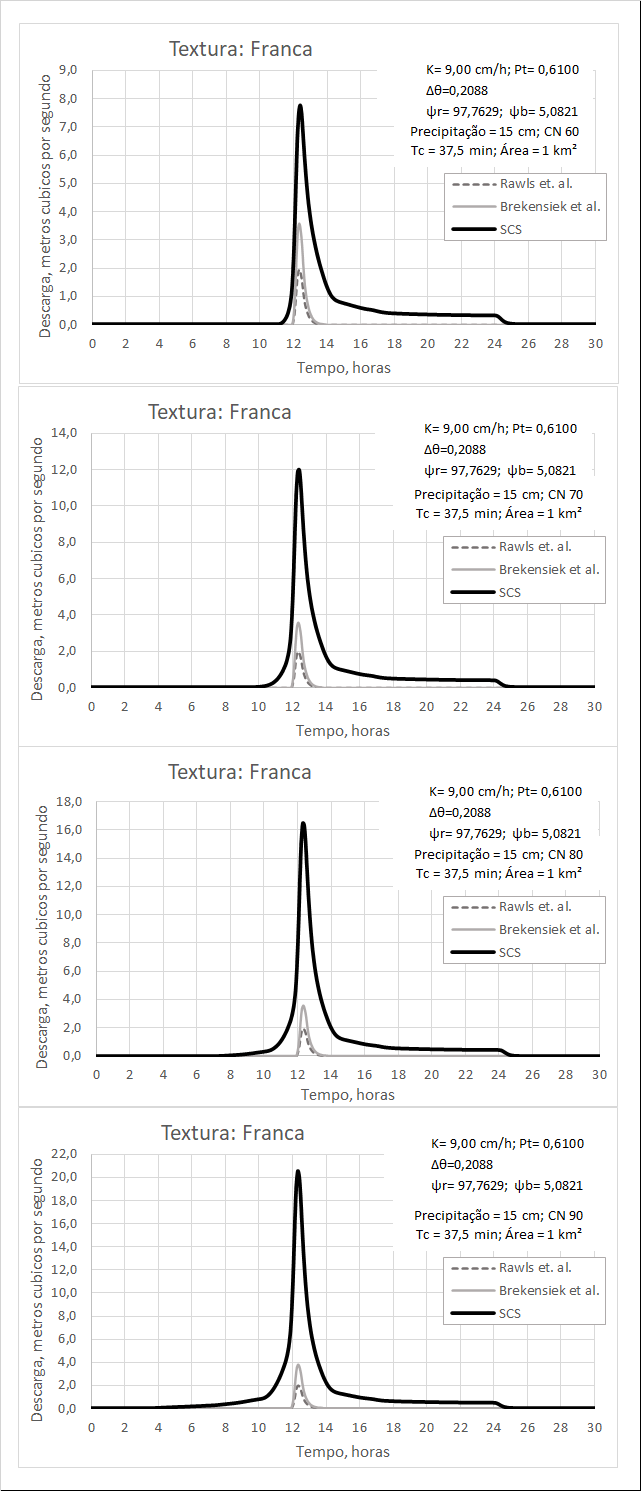 Textura: Franca
K= 9,00 cm/h; Pt= 0,6100
Δθ=0,2088
ψr= 97,7629; ψb= 5,0821
Precipitação = 15 cm; CN 60
Tc = 37,5 min; Área = 1 km²
Rawls et. al.
Brekensiek et al.
SCS
Descarga, metros cubicos por segundo
9,0
8,0
7,0
6,0
5,0
4,0
3,0
2,0
1,0
0,0
0 2 4 6 8 10 12 14 16 18 20 22 24 26 28 30
Tempo, horas
Textura: Franca
K= 9,00 cm/h; Pt= 0,6100
Δθ=0,2088
ψr= 97,7629; ψb= 5,0821
Precipitação = 15 cm; CN 70
Tc = 37,5 min; Área = 1 km²
Rawls et. al.
Brekensiek et al.
SCS
Descarga, metros cubicos por segundo
14,0
12,0
10,0
8,0
6,0
4,0
2,0
0,0
0 2 4 6 8 10 12 14 16 18 20 22 24 26 28 30
Tempo, horas
Textura: Franca
K= 9,00 cm/h; Pt= 0,6100
Δθ=0,2088
ψr= 97,7629; ψb= 5,0821
Precipitação = 15 cm; CN 80
Tc = 37,5 min; Área = 1 km²
Rawls et. al.
Brekensiek et al.
SCS
Descarga, metros cubicos por segundo
18,0
16,0
14,0
12,0
10,0
8,0
6,0
4,0
2,0
0,0
0 2 4 6 8 10 12 14 16 18 20 22 24 26 28 30
Tempo, horas
Textura: Franca
K= 9,00 cm/h; Pt= 0,6100
Δθ=0,2088
ψr= 97,7629; ψb= 5,0821
Precipitação = 15 cm; CN 90
Tc = 37,5 min; Área = 1 km²
Rawls et. al.
Brekensiek et al.
SCS
Descarga, metros cubicos por segundo
22,0
20,0
18,0
16,0
14,0
12,0
10,0
8,0
6,0
4,0
2,0
0,0
0 2 4 6 8 10 12 14 16 18 20 22 24 26 28 30
Tempo, horas